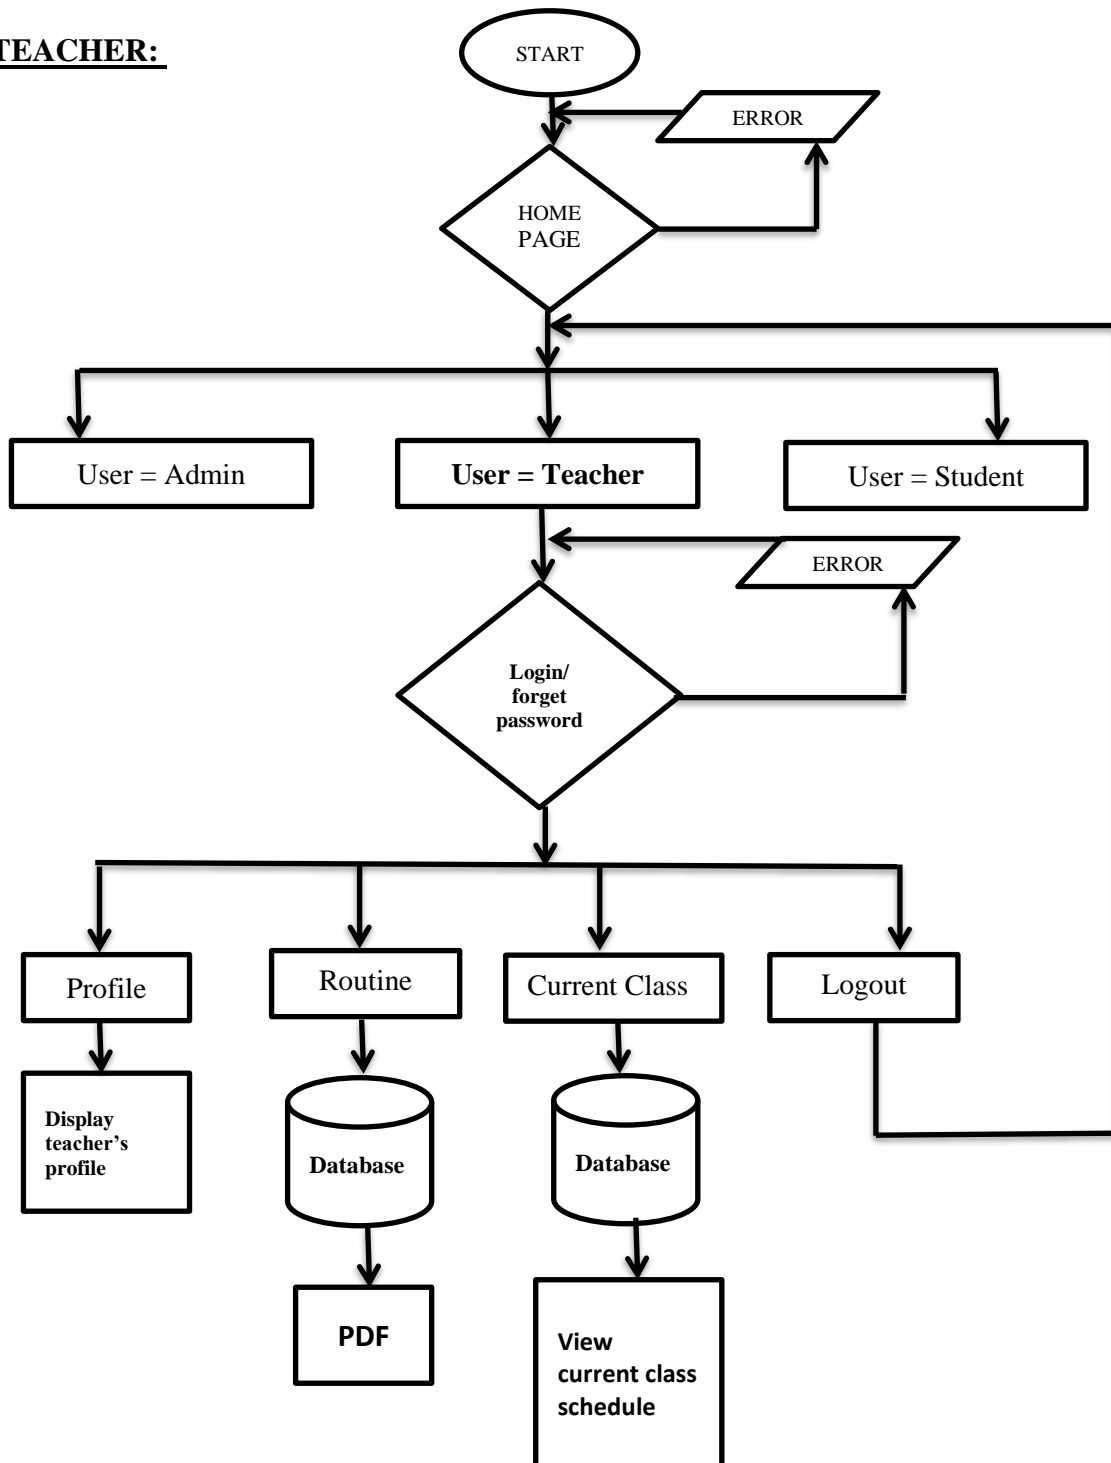 TEACHER:
START
ERROR
HOME
PAGE
User = Admin
User = Teacher
User = Student
ERROR
Login/
forget
password
Profile
Routine
Current Class
Logout
Display
teacher’s
profile
Database
Database
PDF
View
current class
schedule